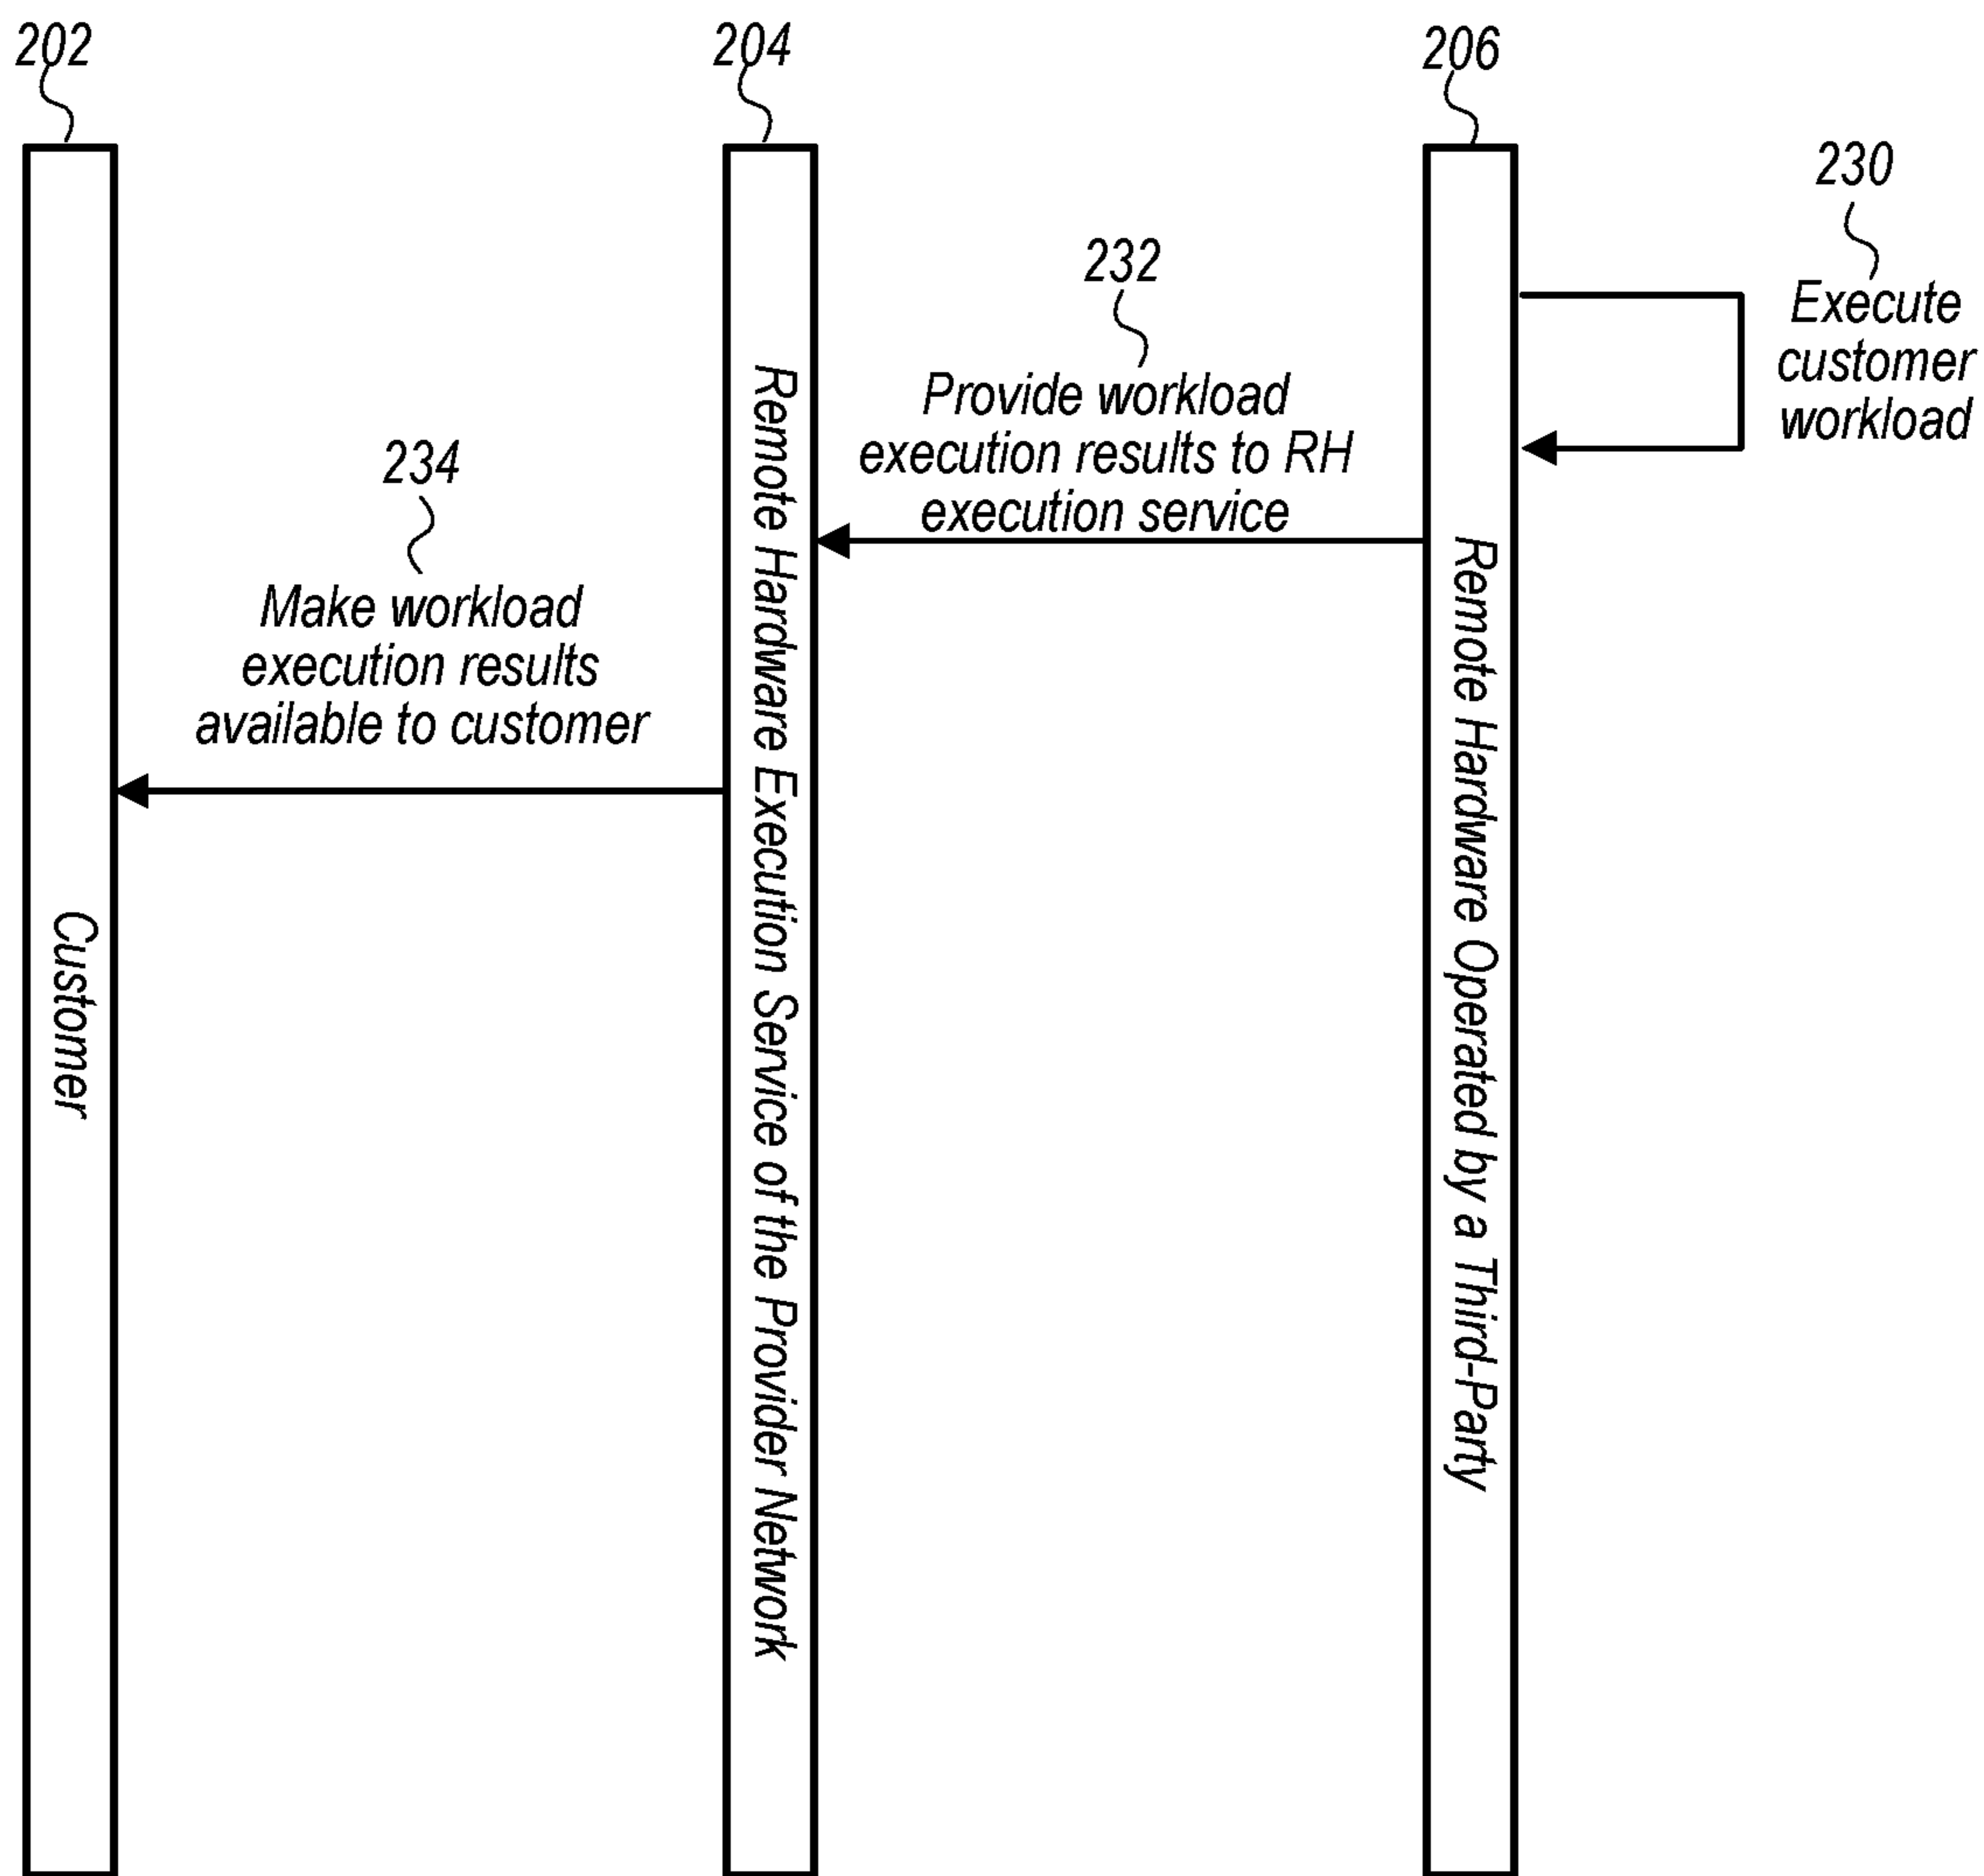 202
204
206
230
Execute
customer
workload
232
Provide workload
execution results to RH
execution service
234
Make workload
execution results
available to customer
Customer
Remote Hardware Execution Service of the Provider Network
Remote Hardware Operated by a Third-Party